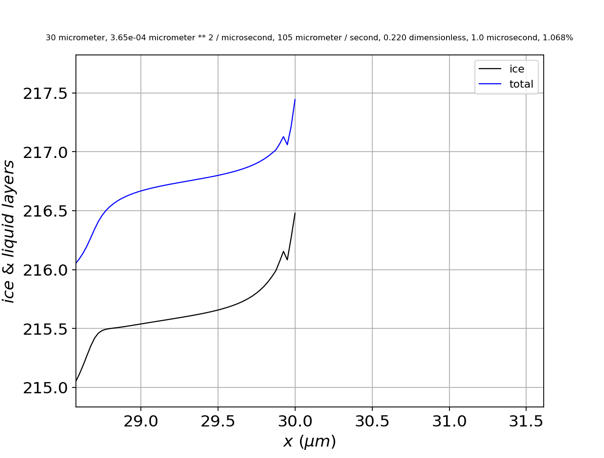 30 micrometer, 3.65e-04 micrometer ** 2 / microsecond, 105 micrometer / second, 0.220 dimensionless, 1.0 microsecond, 1.068%
ice
total
217.5
217.0
216.5
216.0
215.5
215.0
ice & liquid layers
29.0 29.5 30.0 30.5 31.0 31.5
x (μm)